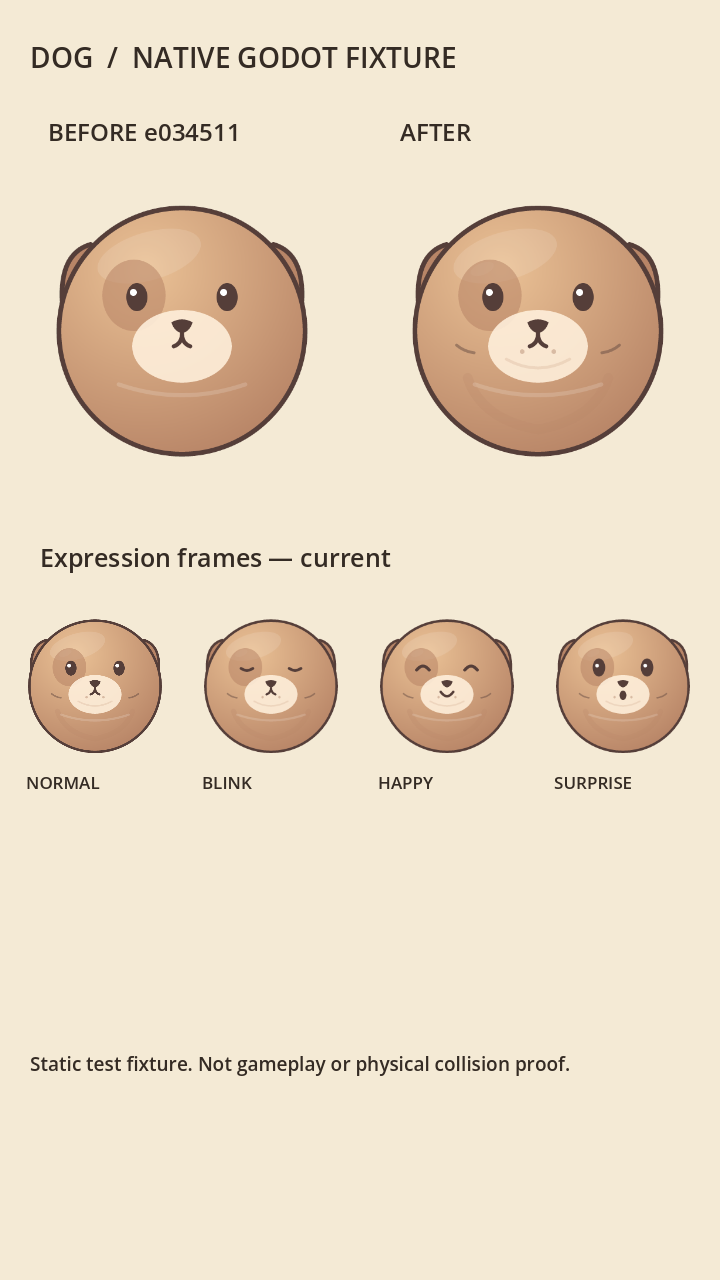 DOG / NATIVE GODOT FIXTURE
BEFORE e034511
AFTER
Expression frames — current
NORMAL
BLINK
HAPPY
SURPRISE
Static test fixture. Not gameplay or physical collision proof.